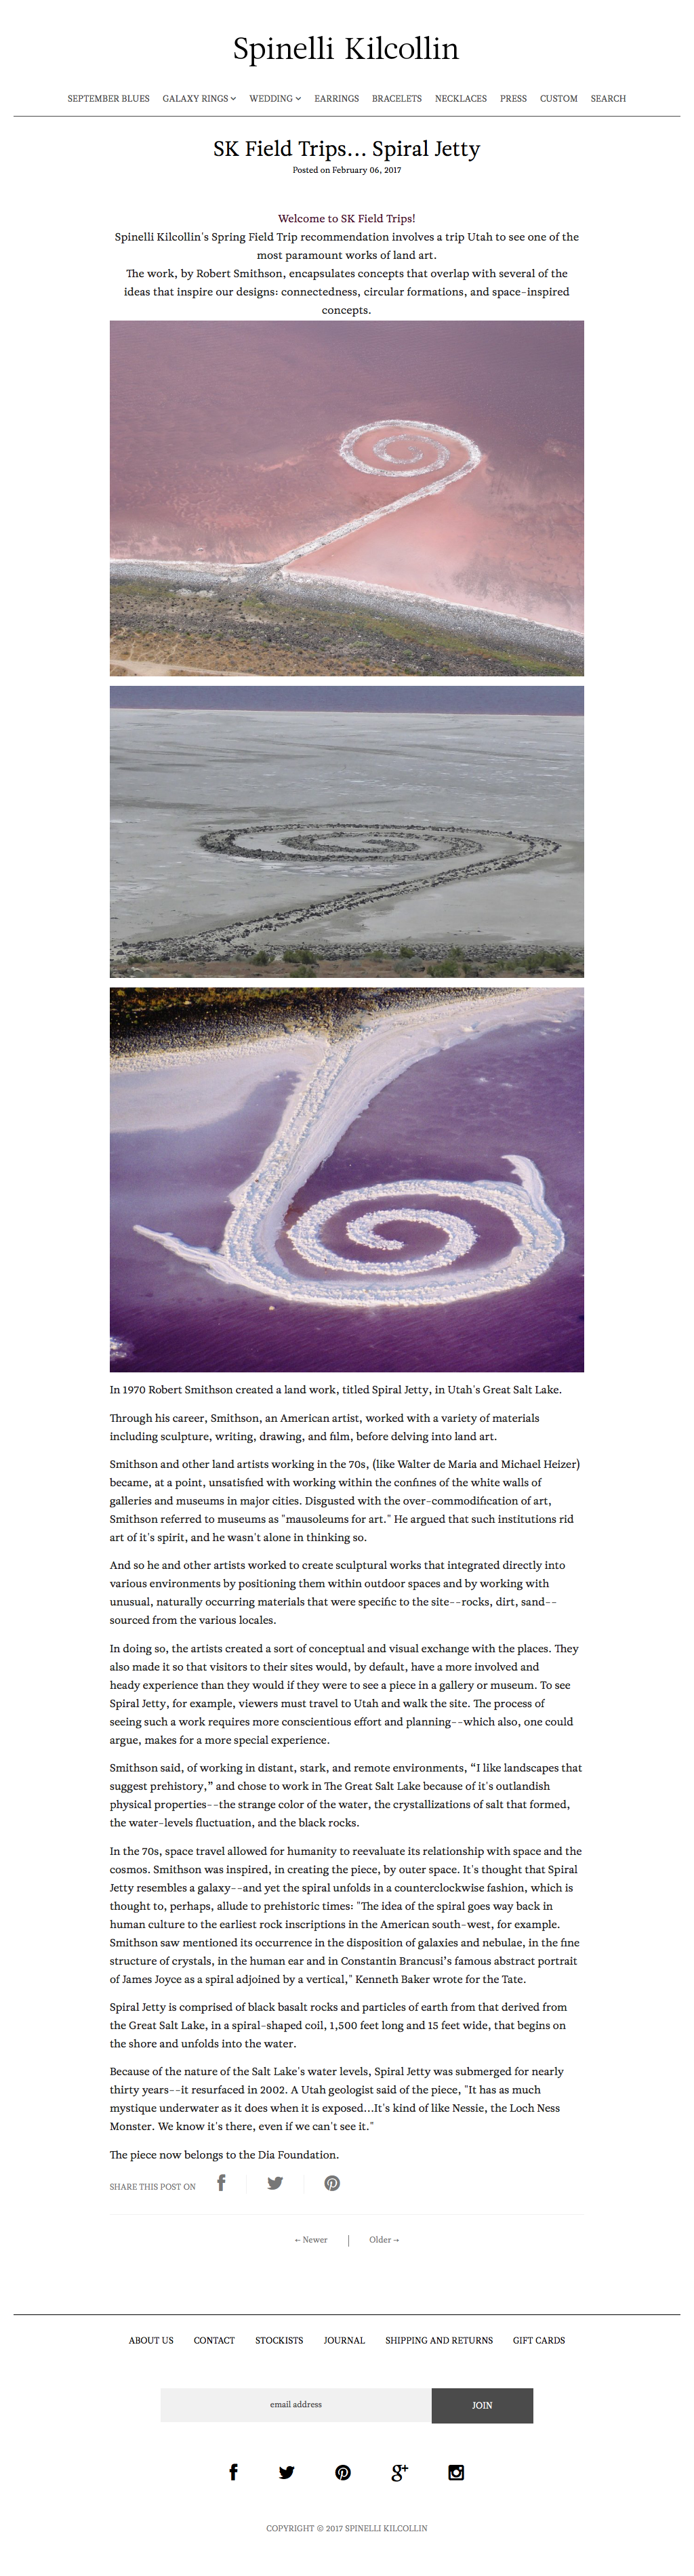 Spinelli Kilcollin
SEPTEMBER BLUES GALAXY RINGS WEDDING EARRINGS BRACELETS NECKLACES PRESS CUSTOM SEARCH
SK Field Trips... Spiral Jetty
Posted on February 06, 2017
Welcome to SK Field Trips!
Spinelli Kilcollin's Spring Field Trip recommendation involves a trip Utah to see one of the
most paramount works of land art.
The work, by Robert Smithson, encapsulates concepts that overlap with several of the
ideas that inspire our designs: connectedness, circular formations, and space-inspired
concepts.
In 1970 Robert Smithson created a land work, titled Spiral Jetty, in Utah's Great Salt Lake.
Through his career, Smithson, an American artist, worked with a variety of materials
including sculpture, writing, drawing, and film, before delving into land art.
Smithson and other land artists working in the 70s, (like Walter de Maria and Michael Heizer)
became, at a point, unsatisfied with working within the confines of the white walls of
galleries and museums in major cities. Disgusted with the over-commodification of art,
Smithson referred to museums as "mausoleums for art." He argued that such institutions rid
art of it's spirit, and he wasn't alone in thinking so.
And so he and other artists worked to create sculptural works that integrated directly into
various environments by positioning them within outdoor spaces and by working with
unusual, naturally occurring materials that were specific to the site--rocks, dirt, sand--
sourced from the various locales.
In doing so, the artists created a sort of conceptual and visual exchange with the places. They
also made it so that visitors to their sites would, by default, have a more involved and
heady experience than they would if they were to see a piece in a gallery or museum. To see
Spiral Jetty, for example, viewers must travel to Utah and walk the site. The process of
seeing such a work requires more conscientious effort and planning--which also, one could
argue, makes for a more special experience.
Smithson said, of working in distant, stark, and remote environments, “I like landscapes that
suggest prehistory,” and chose to work in The Great Salt Lake because of it's outlandish
physical properties--the strange color of the water, the crystallizations of salt that formed,
the water-levels fluctuation, and the black rocks.
In the 70s, space travel allowed for humanity to reevaluate its relationship with space and the
cosmos. Smithson was inspired, in creating the piece, by outer space. It's thought that Spiral
Jetty resembles a galaxy--and yet the spiral unfolds in a counterclockwise fashion, which is
thought to, perhaps, allude to prehistoric times: "The idea of the spiral goes way back in
human culture to the earliest rock inscriptions in the American south-west, for example.
Smithson saw mentioned its occurrence in the disposition of galaxies and nebulae, in the fine
structure of crystals, in the human ear and in Constantin Brancusi’s famous abstract portrait
of James Joyce as a spiral adjoined by a vertical," Kenneth Baker wrote for the Tate.
Spiral Jetty is comprised of black basalt rocks and particles of earth from that derived from
the Great Salt Lake, in a spiral-shaped coil, 1,500 feet long and 15 feet wide, that begins on
the shore and unfolds into the water.
Because of the nature of the Salt Lake's water levels, Spiral Jetty was submerged for nearly
thirty years--it resurfaced in 2002. A Utah geologist said of the piece, "It has as much
mystique underwater as it does when it is exposed...It's kind of like Nessie, the Loch Ness
Monster. We know it's there, even if we can't see it."
The piece now belongs to the Dia Foundation.
SHARE THIS POST ON
← Newer | Older →
ABOUT US CONTACT STOCKISTS JOURNAL SHIPPING AND RETURNS GIFT CARDS
email address JOIN
COPYRIGHT © 2017 SPINELLI KILCOLLIN